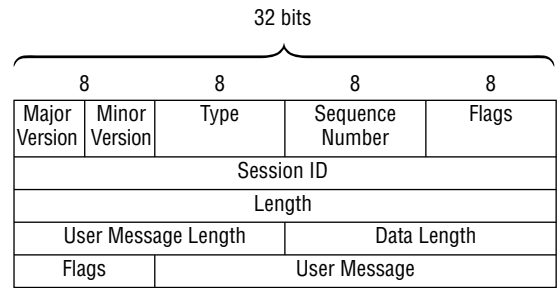 32 bits
8 8 8 8
Major Version Minor Version Type Sequence Number Flags
Session ID
Length
User Message Length Data Length
Flags User Message